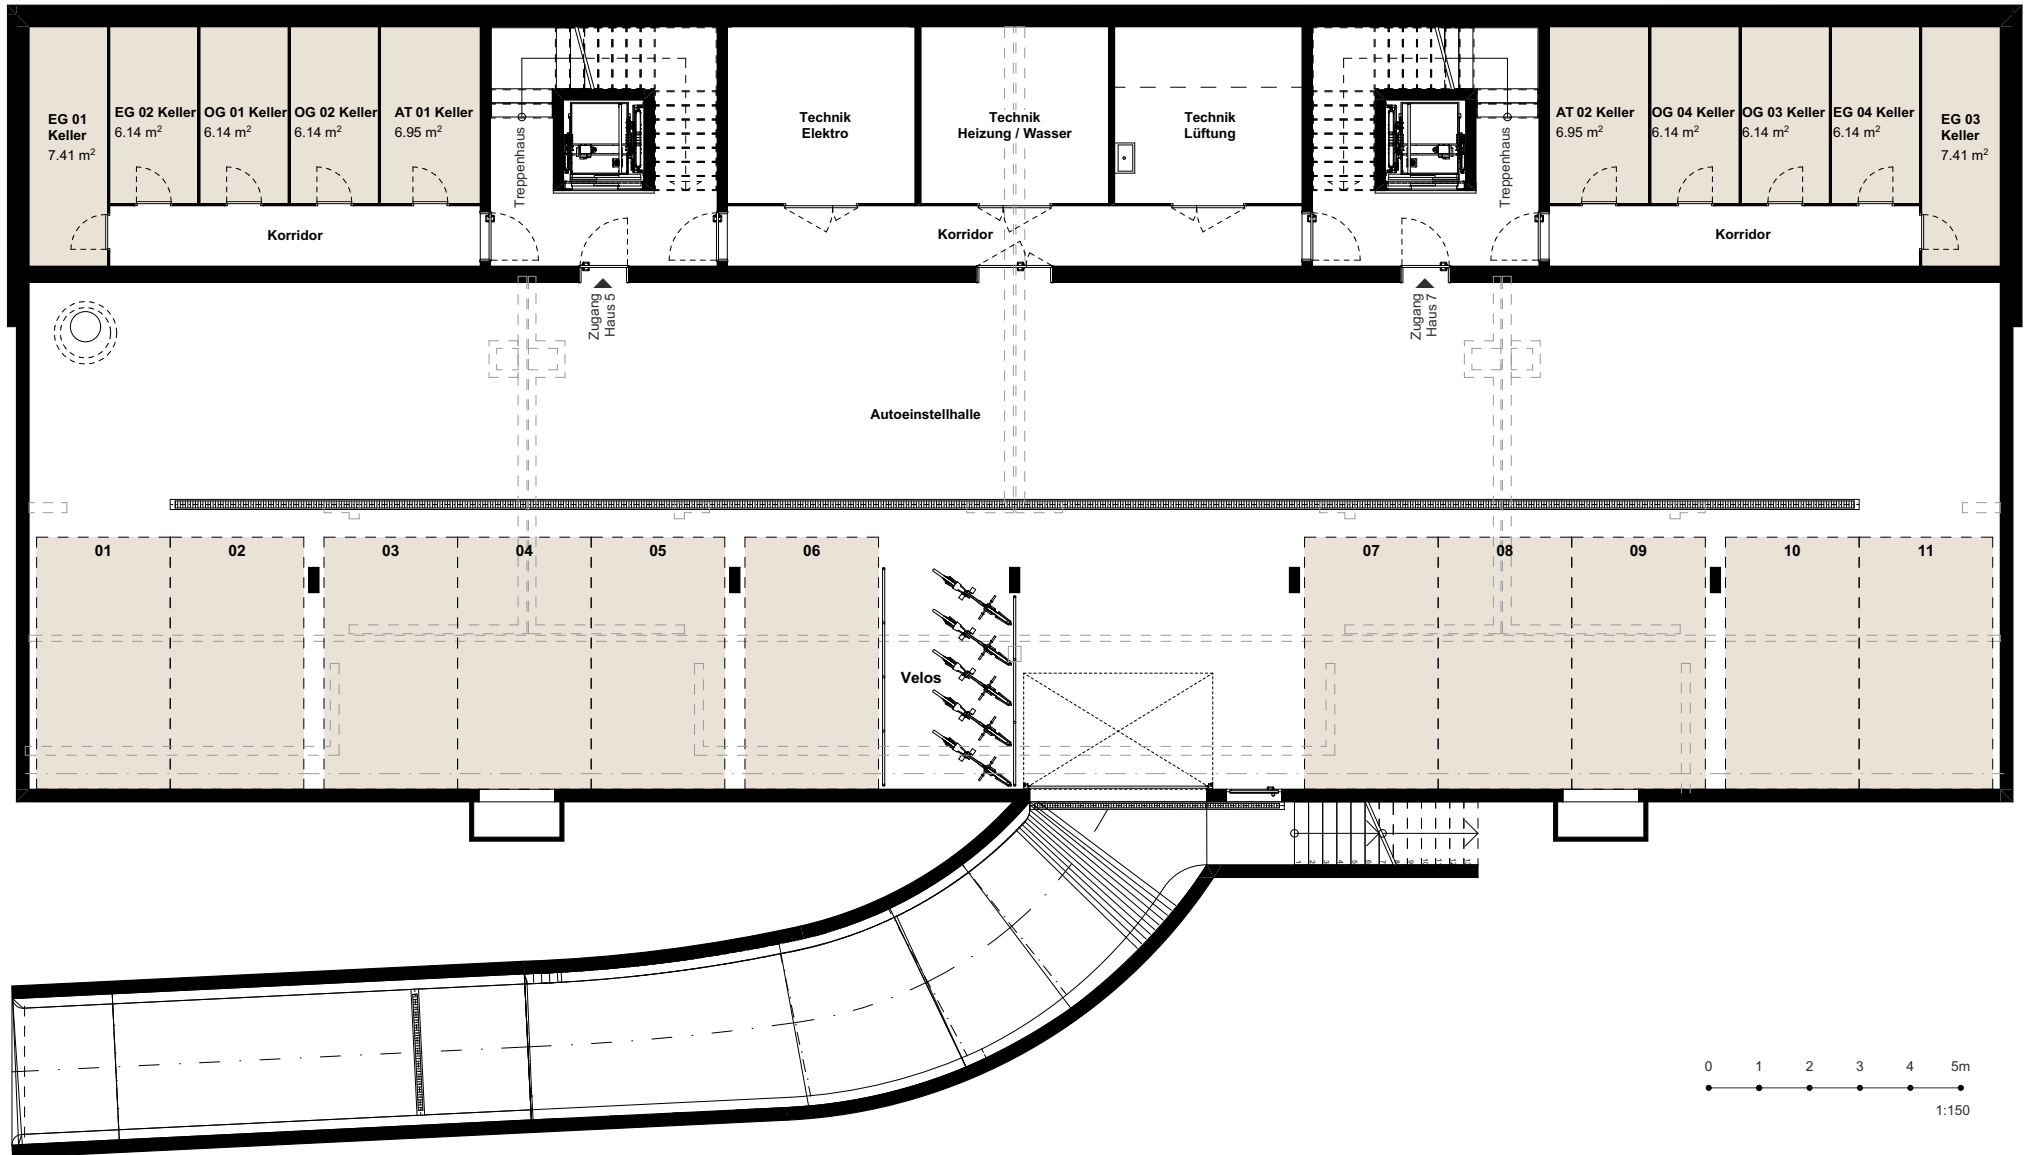 EG 01
Keller
7.41 m²
EG 02 Keller
6.14 m²
OG 01 Keller
6.14 m²
OG 02 Keller
6.14 m²
AT 01 Keller
6.95 m²
Treppenhaus
Technik
Elektro
Technik
Heizung / Wasser
Technik
Lüftung
Treppenhaus
AT 02 Keller
6.95 m²
OG 04 Keller
6.14 m²
OG 03 Keller
6.14 m²
EG 04 Keller
6.14 m²
EG 03
Keller
7.41 m²
Korridor
Korridor
Korridor
Zugang
Haus 5
Zugang
Haus 7
Autoeinstellhalle
01
02
03
04
05
06
07
08
09
10
11
Velos
0 1 2 3 4 5m
1:150